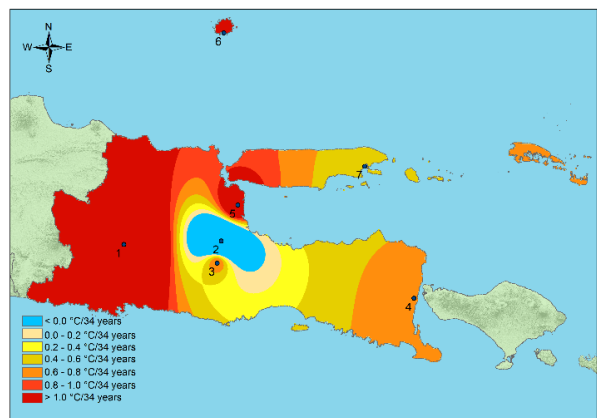 N
W E
S
6
7
5
1
2
3
4
< 0.0 °C/34 years
0.0 - 0.2 °C/34 years
0.2 - 0.4 °C/34 years
0.4 - 0.6 °C/34 years
0.6 - 0.8 °C/34 years
0.8 - 1.0 °C/34 years
> 1.0 °C/34 years